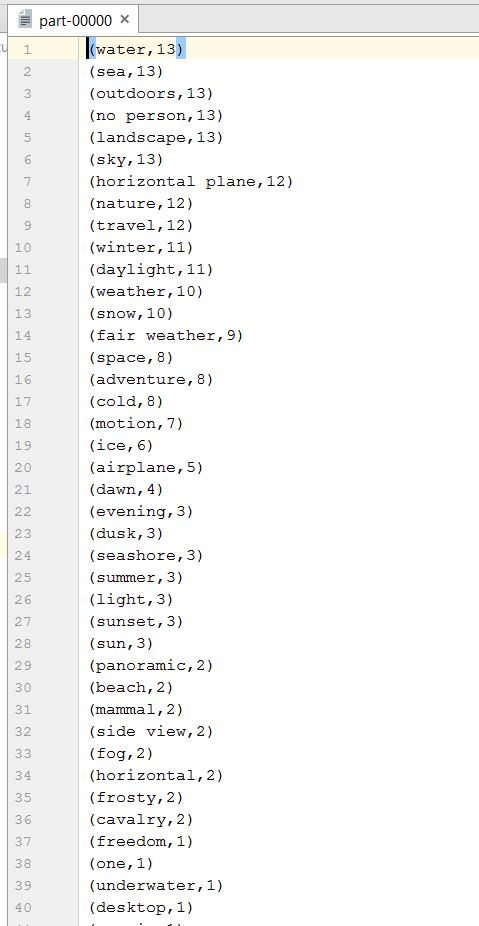 part-00000
1 (water,13)
2 (sea,13)
3 (outdoors,13)
4 (no person,13)
5 (landscape,13)
6 (sky,13)
7 (horizontal plane,12)
8 (nature,12)
9 (travel,12)
10 (winter,11)
11 (daylight,11)
12 (weather,10)
13 (snow,10)
14 (fair weather,9)
15 (space,8)
16 (adventure,8)
17 (cold,8)
18 (motion,7)
19 (ice,6)
20 (airplane,5)
21 (dawn,4)
22 (evening,3)
23 (dusk,3)
24 (seashore,3)
25 (summer,3)
26 (light,3)
27 (sunset,3)
28 (sun,3)
29 (panoramic,2)
30 (beach,2)
31 (mammal,2)
32 (side view,2)
33 (fog,2)
34 (horizontal,2)
35 (frosty,2)
36 (cavalry,2)
37 (freedom,1)
38 (one,1)
39 (underwater,1)
40 (desktop,1)